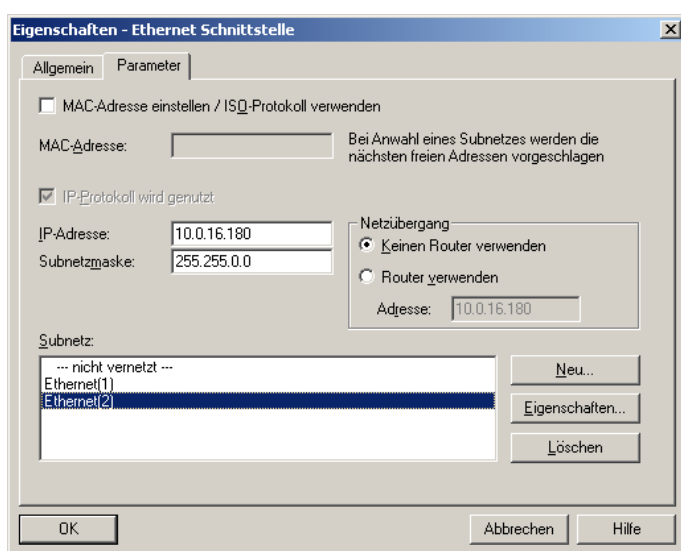 Eigenschaften - Ethernet Schnittstelle
Allgemein
Parameter
MAC-Adresse einstellen / ISO-Protokoll verwenden
MAC-Adresse:
Bei Anwahl eines Subnetzes werden die
nächsten freien Adressen vorgeschlagen
IP-Protokoll wird genutzt
IP-Adresse:
10.0.16.180
Subnetzmaske:
255.255.0.0
Netzübergang
Keinen Router verwenden
Router verwenden
Adresse:
10.0.16.180
Subnetz:
--- nicht vernetzt ---
Ethernet(1)
Ethernet(2)
Neu...
Eigenschaften...
Löschen
OK
Abbrechen
Hilfe